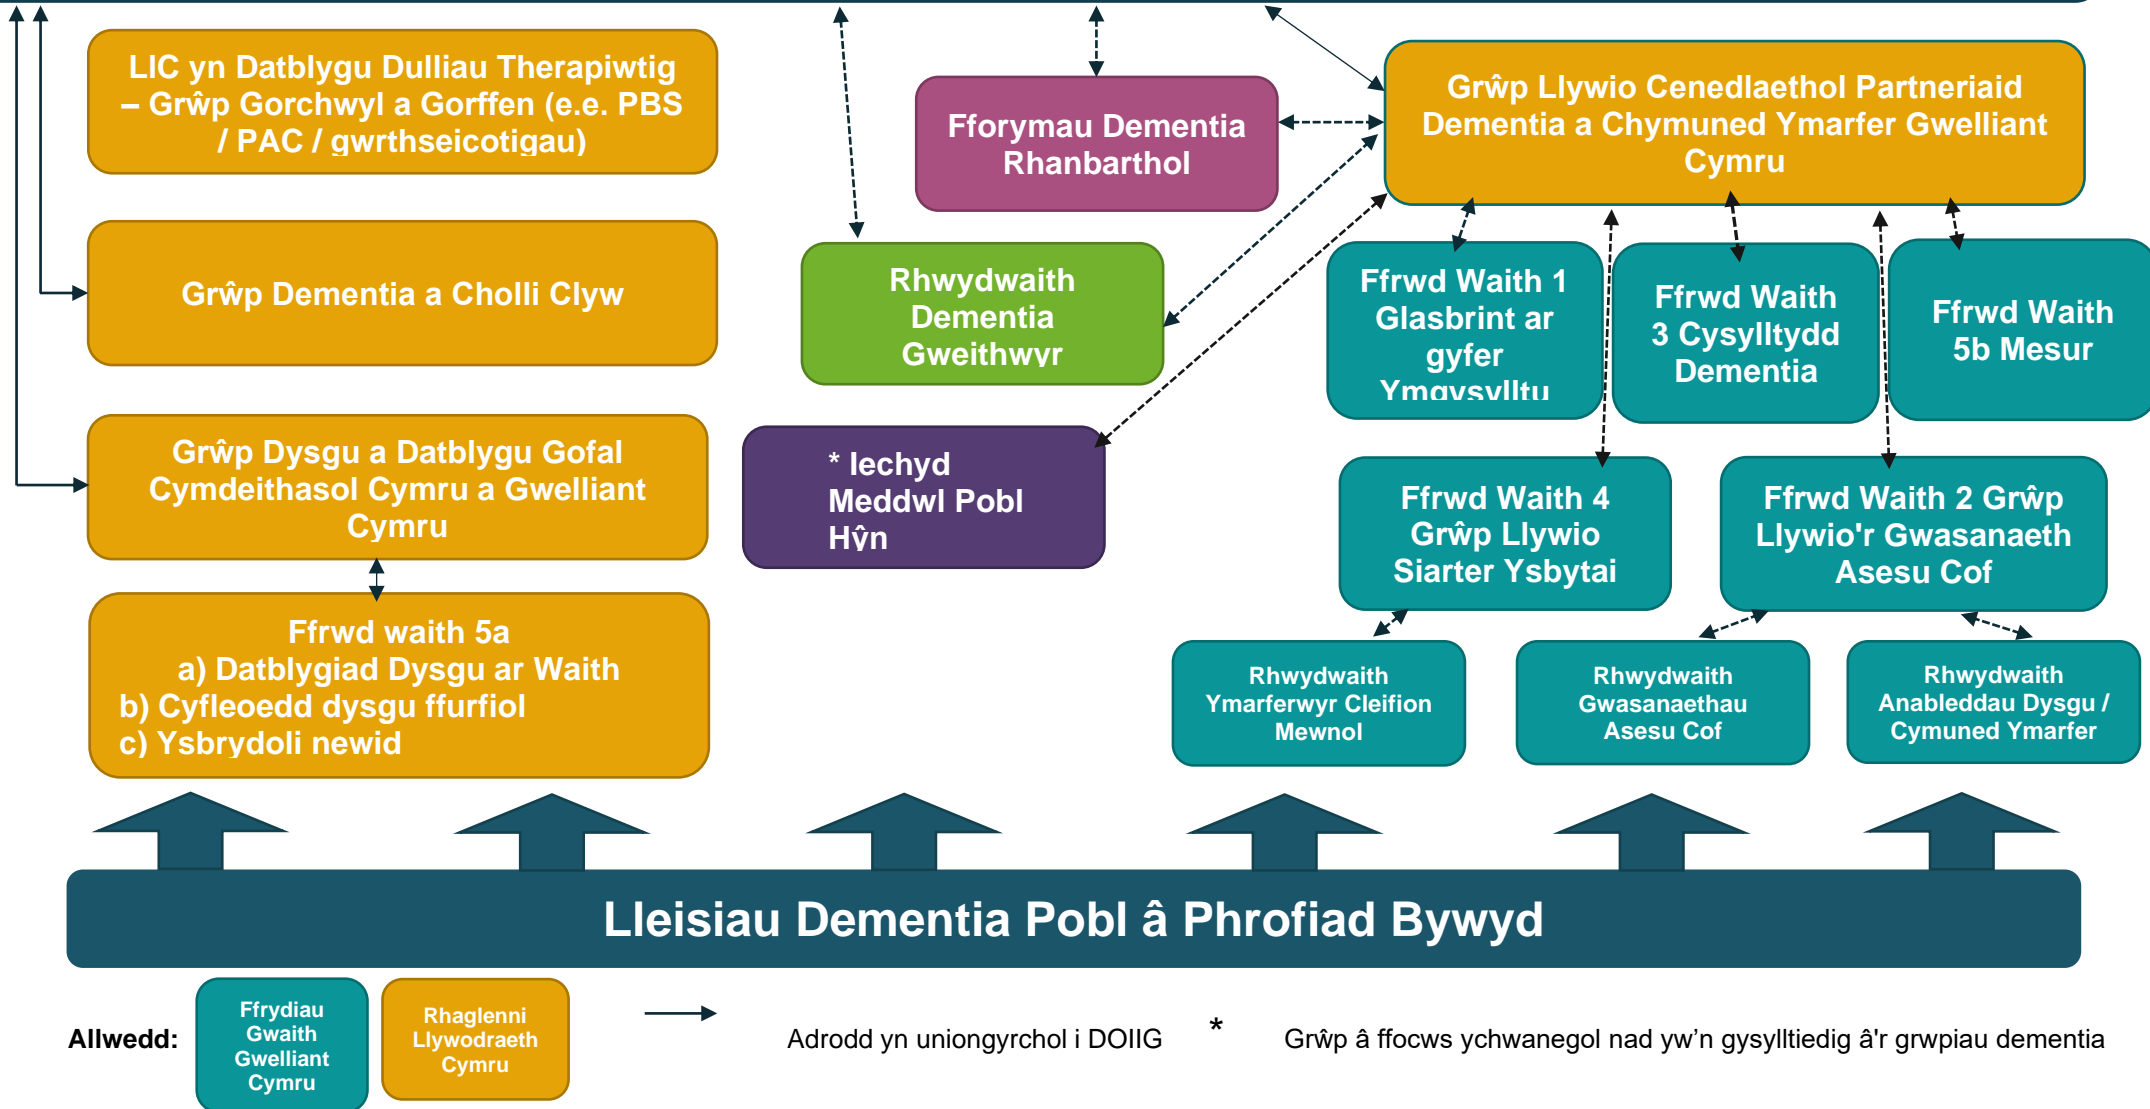 LIC yn Datblygu Dulliau Therapiwtig
– Grŵp Gorchwyl a Gorffen (e.e. PBS
/ PAC / gwrthseicotigau)
Fforymau Dementia
Rhanbarthol
Grŵp Llywio Cenedlaethol Partneriaid
Dementia a Chymuned Ymarfer Gwelliant
Cymru
Grŵp Dementia a Cholli Clyw
Rhwydwaith
Dementia
Gweithwyr
Ffrwd Waith 1
Glasbrint ar
gyfer
Ymgysylltu
Ffrwd Waith
3 Cysylltydd
Dementia
Ffrwd Waith
5b Mesur
Grŵp Dysgu a Datblygu Gofal
Cymdeithasol Cymru a Gwelliant
Cymru
* Iechyd
Meddwl Pobl
Hŷn
Ffrwd Waith 4
Grŵp Llywio
Siarter Ysbytai
Ffrwd Waith 2 Grŵp
Llywio'r Gwasanaeth
Asesu Cof
Ffrwd waith 5a
a) Datblygiad Dysgu ar Waith
b) Cyfleoedd dysgu ffurfiol
c) Ysbrydoli newid
Rhwydwaith
Ymarferwyr Cleifion
Mewnol
Rhwydwaith
Gwasanaethau
Asesu Cof
Rhwydwaith
Anableddau Dysgu /
Cymuned Ymarfer
Lleisiau Dementia Pobl â Phrofiad Bywyd
Allwedd:
Ffrydiau
Gwaith
Gwelliant
Cymru
Rhaglenni
Llywodraeth
Cymru
Adrodd yn uniongyrchol i DOIIG
* Grŵp â ffocws ychwanegol nad yw’n gysylltiedig â'r grwpiau dementia